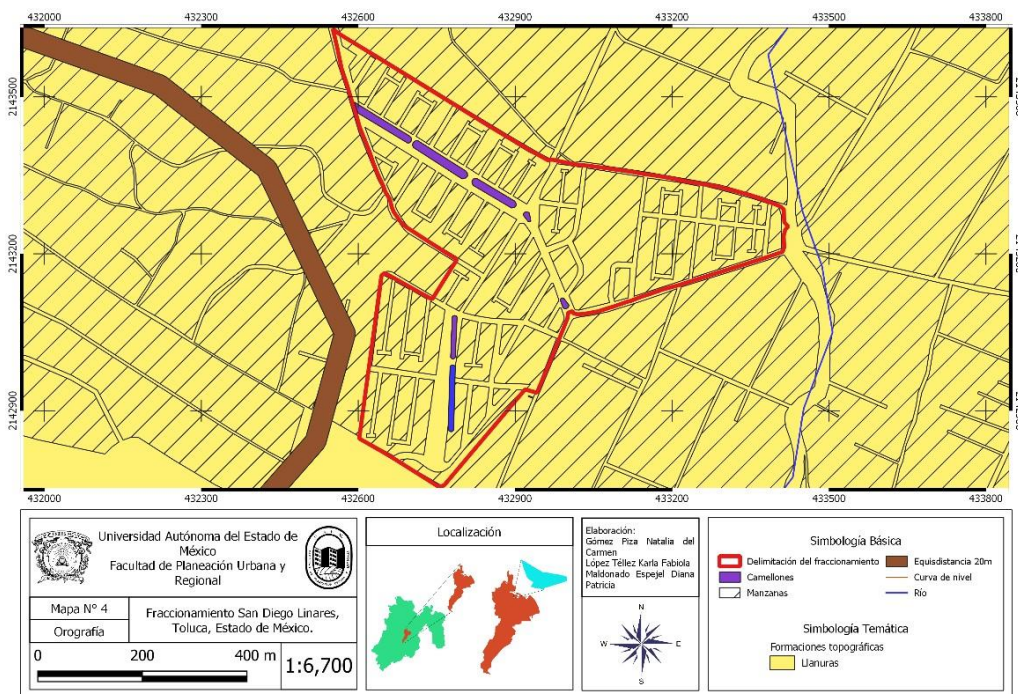 432000 432300 432600 432900 433200 433500 433800
2143500
2143200
2142900
432000 432300 432600 432900 433200 433500 433800
Universidad Autónoma del Estado de
México
Facultad de Planeación Urbana y
Regional
Mapa N° 4
Orografía
Fraccionamiento San Diego Linares,
Toluca, Estado de México.
0 200 400 m
1:6,700
Localización
Elaboración:
Gómez Piza Natalia del
Carmen
López Téllez Karla Fabiola
Maldonado Espejel Diana
Patricia
N
W E
S
Simbología Básica
Delimitación del fraccionamiento
Camellones
Manzanas
Equisdistancia 20m
Curva de nivel
Río
Simbología Temática
Formaciones topográficas
Llanuras